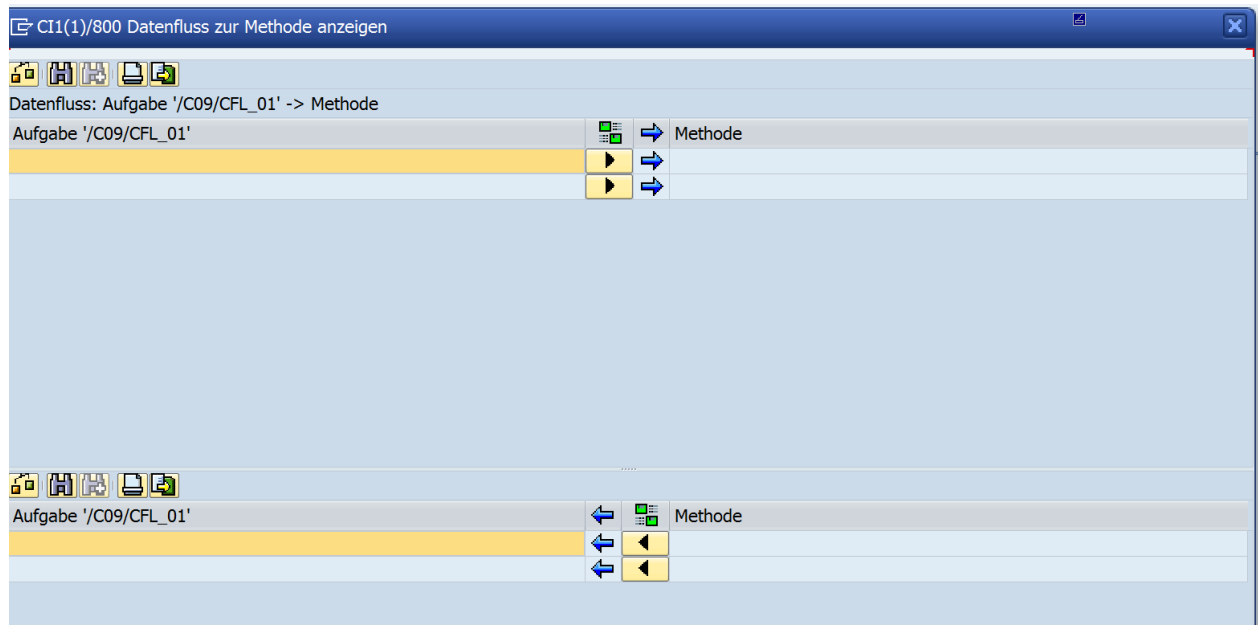 CI1(1)/800 Datenfluss zur Methode anzeigen
Datenfluss: Aufgabe '/C09/CFL_01' -> Methode
Aufgabe '/C09/CFL_01' Methode
Aufgabe '/C09/CFL_01' Methode